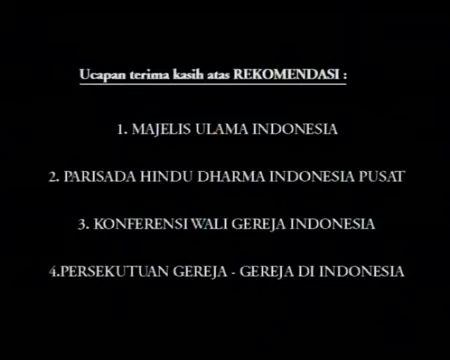 Ucapan terima kasih atas REKOMENDASI :
1. MAJELIS ULAMA INDONESIA
2. PARISADA HINDU DHARMA INDONESIA PUSAT
3. KONFERENSI WALI GEREJA INDONESIA
4.PERSEKUTUAN GEREJA - GEREJA DI INDONESIA